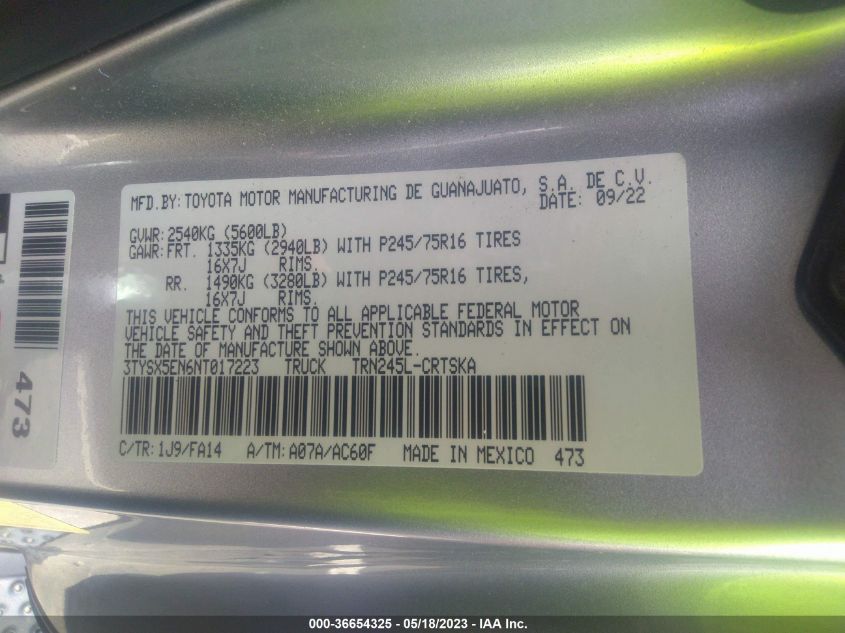 MFD.BY: TOYOTA MOTOR MANUFACTURING DE GUANAJUATO, S.A. DE C.V.
DATE: 09/22
GVWR: 2540KG (5600LB)
GAWR: FRT. 1335KG (2940LB) WITH P245/75R16 TIRES
16X7J RIMS.
RR. 1490KG (3280LB) WITH P245/75R16 TIRES,
16X7J RIMS.
THIS VEHICLE CONFORMS TO ALL APPLICABLE FEDERAL MOTOR
VEHICLE SAFETY AND THEFT PREVENTION STANDARDS IN EFFECT ON
THE DATE OF MANUFACTURE SHOWN ABOVE.
3TYSX5EN6NT017223 TRUCK TRN245L-CRTSKA
C/TR: 1J9/FA14 A/TM: A07A/AC60F MADE IN MEXICO 473
473
000-36654325 - 05/18/2023 - IAA Inc.